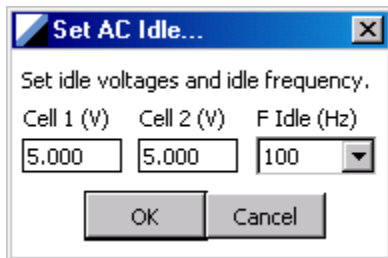 Set AC Idle...
Set idle voltages and idle frequency.
Cell 1 (V) Cell 2 (V) F Idle (Hz)
5.000 5.000 100
OK Cancel